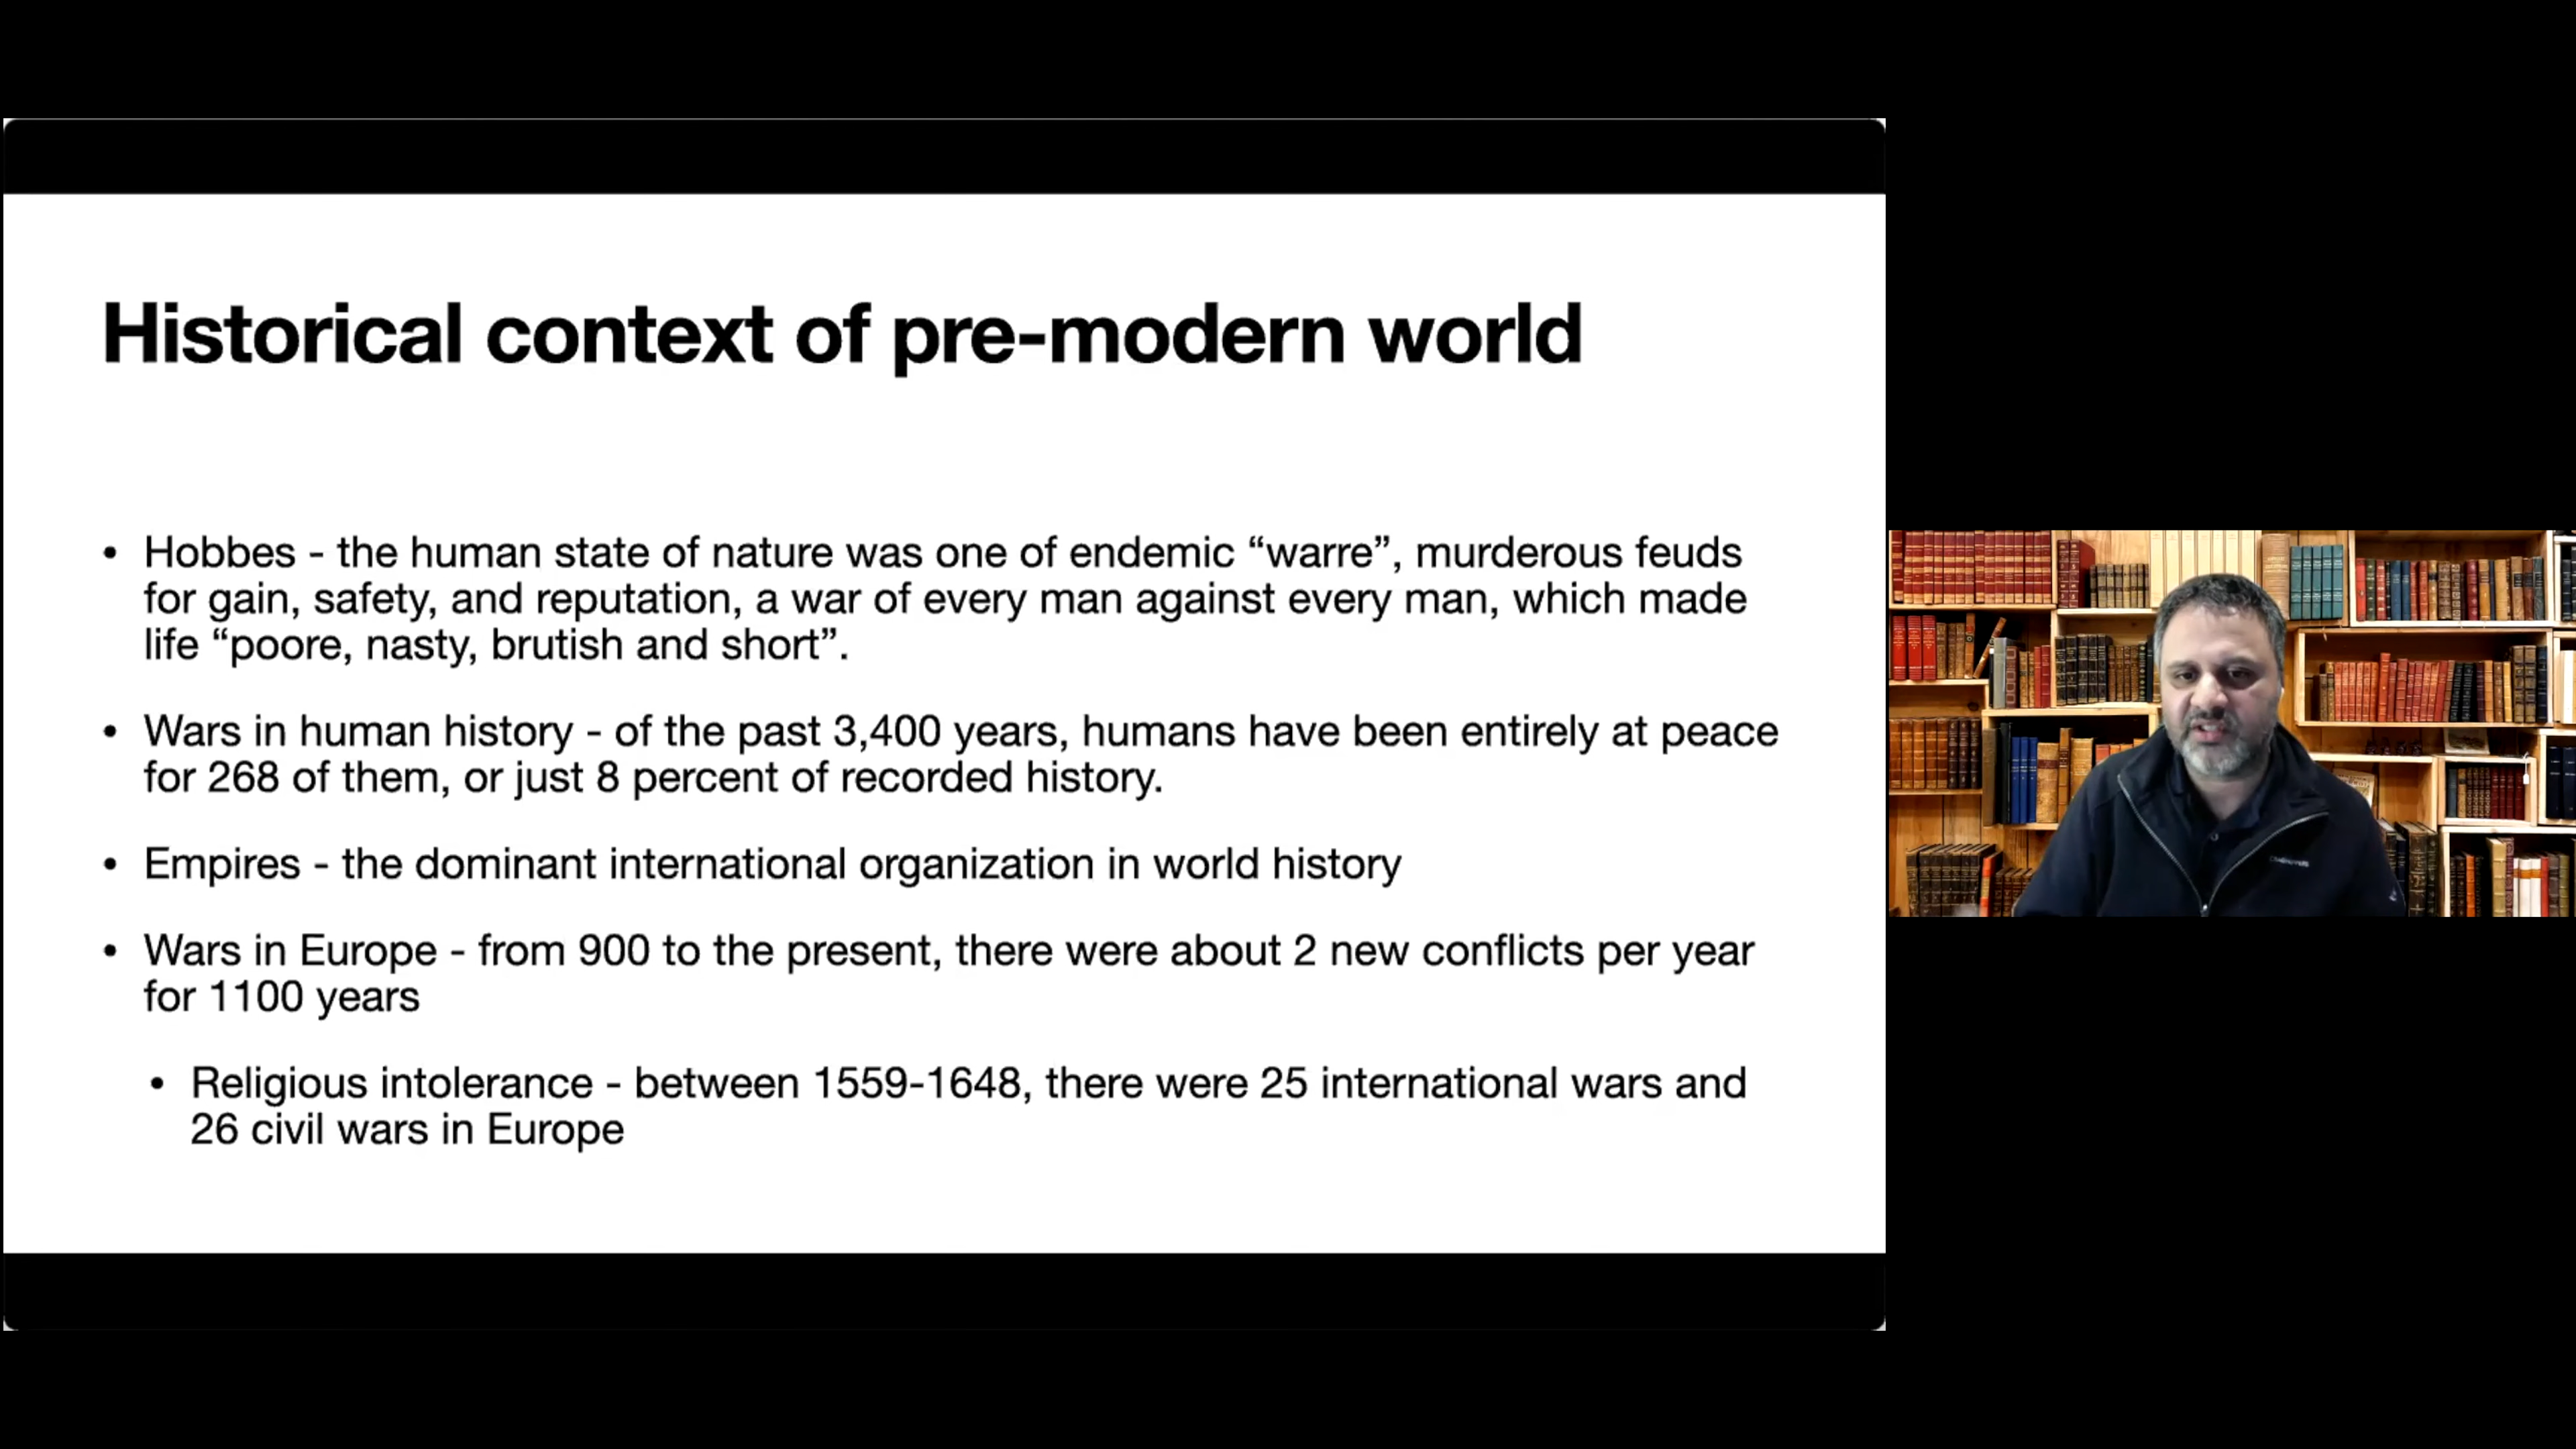 Historical context of pre-modern world
• Hobbes - the human state of nature was one of endemic “warre”, murderous feuds
for gain, safety, and reputation, a war of every man against every man, which made
life “poore, nasty, brutish and short”.
• Wars in human history - of the past 3,400 years, humans have been entirely at peace
for 268 of them, or just 8 percent of recorded history.
• Empires - the dominant international organization in world history
• Wars in Europe - from 900 to the present, there were about 2 new conflicts per year
for 1100 years
• Religious intolerance - between 1559-1648, there were 25 international wars and
26 civil wars in Europe